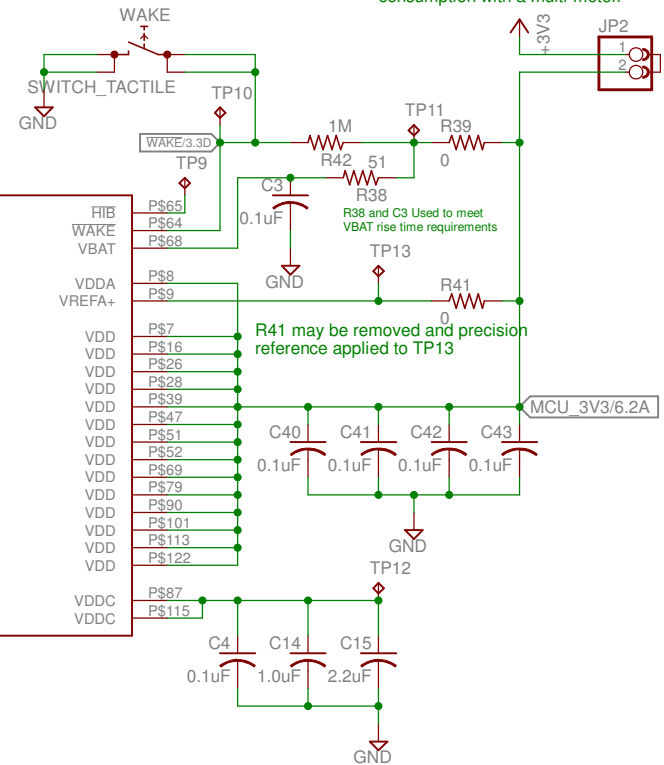 consumption with a multi-meter.
WAKE
+3V3
JP2
1
2
SWITCH_TACTILE
GND
TP10
TP11
1M
R39
WAKE/3.3D
R42
0
TP9
51
C3
R38
0.1uF
R38 and C3 Used to meet
VBAT rise time requirements
HIB P$65
WAKE P$64
VBAT P$68
GND
TP13
VDDA P$8
VREFA+ P$9
R41
0
R41 may be removed and precision
reference applied to TP13
VDD P$7
VDD P$16
VDD P$26
VDD P$28
VDD P$39
VDD P$47
VDD P$51
VDD P$52
VDD P$69
VDD P$79
VDD P$90
VDD P$101
VDD P$113
VDD P$122
MCU_3V3/6.2A
C40 C41 C42 C43
0.1uF 0.1uF 0.1uF 0.1uF
GND
TP12
VDDC P$87
VDDC P$115
C4 C14 C15
0.1uF 1.0uF 2.2uF
GND